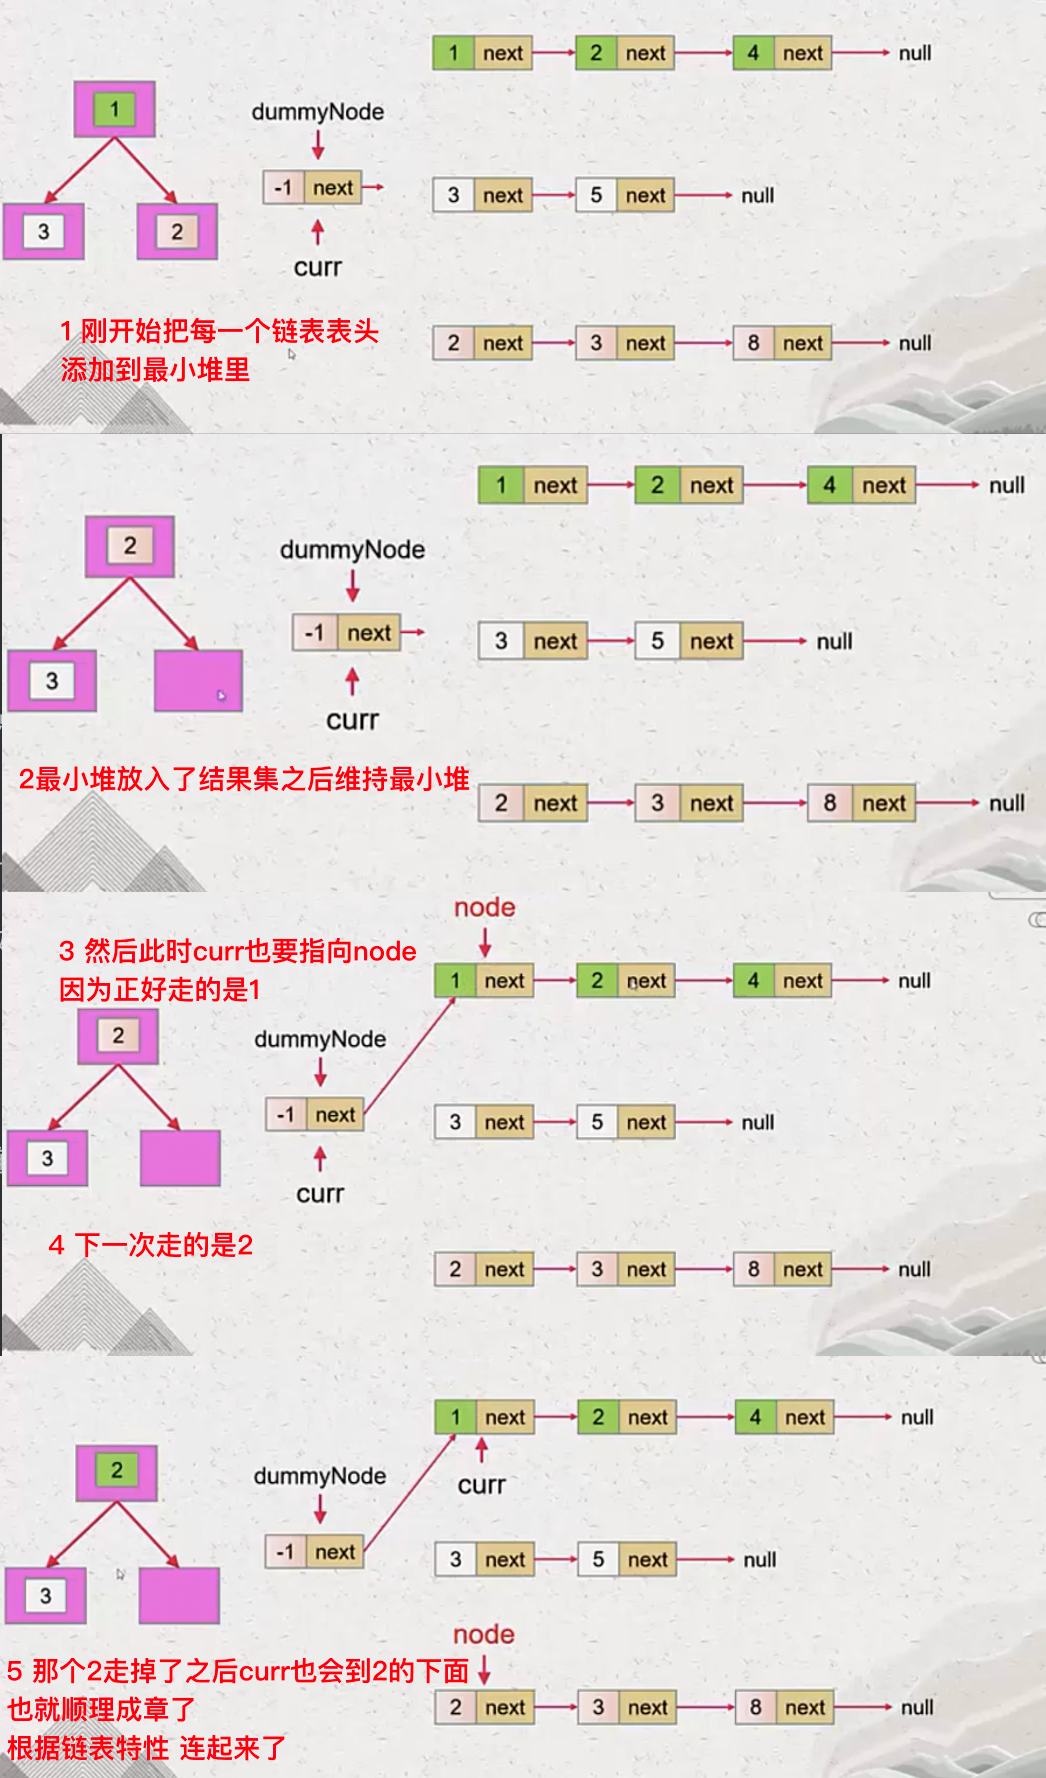 1 next 2 next 4 next null
1
dummyNode
-1 next
3 next 5 next null
3 2
curr
1 刚开始把每一个链表表头
添加到最小堆里
2 next 3 next 8 next null
1 next 2 next 4 next null
2
dummyNode
-1 next
3 next 5 next null
3
curr
2最小堆放入了结果集之后维持最小堆
2 next 3 next 8 next null
node
3 然后此时curr也要指向node
因为正好走的是1
1 next 2 next 4 next null
2
dummyNode
-1 next
3 next 5 next null
3
curr
4 下一次走的是2
2 next 3 next 8 next null
1 next 2 next 4 next null
2
dummyNode
curr
-1 next
3 next 5 next null
3
node
5 那个2走掉了之后curr也会到2的下面
也就顺理成章了
根据链表特性 连起来了
2 next 3 next 8 next null